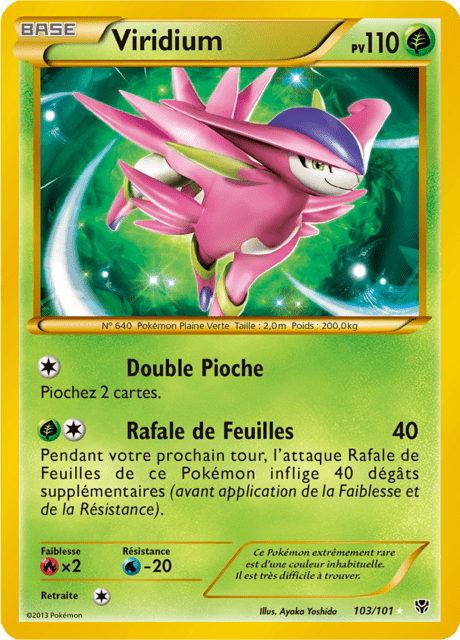 BASE Viridium PV110
N° 640 Pokémon Plaine Verte Taille : 2,0m Poids : 200,0kg
Double Pioche
Piochez 2 cartes.
Rafale de Feuilles 40
Pendant votre prochain tour, l'attaque Rafale de
Feuilles de ce Pokémon inflige 40 dégâts
supplémentaires (avant application de la Faiblesse et
de la Résistance).
Faiblesse Résistance
×2 -20
Retraite
Ce Pokémon extrêmement rare
est d'une couleur inhabituelle.
Il est très difficile à trouver.
©2013 Pokémon Illus. Ayaka Yoshida 103/101